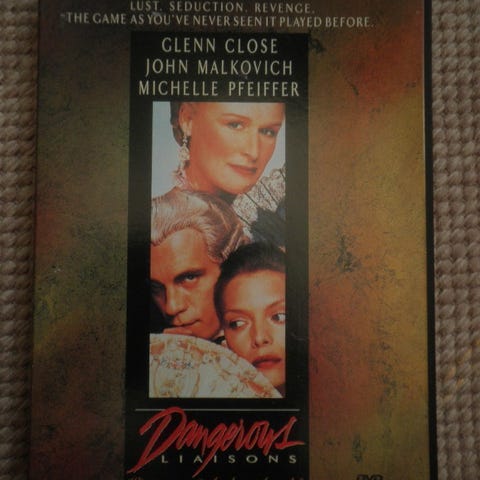 LUST. SEDUCTION. REVENGE.
"THE GAME AS YOU'VE NEVER SEEN IT PLAYED BEFORE.
GLENN CLOSE
JOHN MALKOVICH
MICHELLE PFEIFFER
Dangerous
LIAISONS